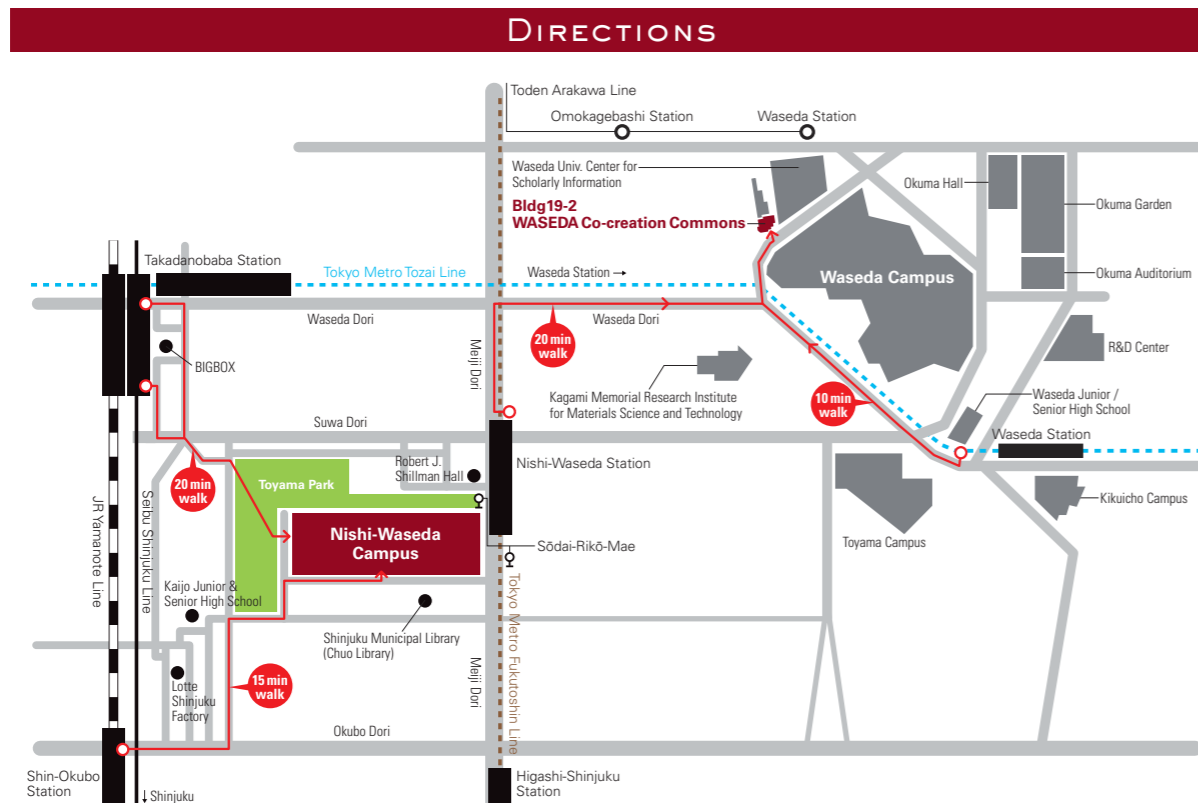 DIRECTIONS
Toden Arakawa Line
Omokagebashi Station
Waseda Station
Waseda Univ. Center for
Scholarly Information
Bldg19-2
WASEDA Co-creation Commons
Okuma Hall
Okuma Garden
Okuma Auditorium
Waseda Campus
Takadanobaba Station
Tokyo Metro Tozai Line
Waseda Station →
Waseda Dori
Waseda Dori
20 min
walk
Meiji Dori
BIGBOX
R&D Center
Kagami Memorial Research Institute
for Materials Science and Technology
10 min
walk
Waseda Junior /
Senior High School
Waseda Station
Suwa Dori
Robert J.
Shillman Hall
Nishi-Waseda Station
20 min
walk
Toyama Park
Kikuicho Campus
Toyama Campus
Nishi-Waseda
Campus
Sōdai-Rikō-Mae
JR Yamanote Line
Seibu Shinjuku Line
Kaijo Junior &
Senior High School
Shinjuku Municipal Library
(Chuo Library)
Tokyo Metro Fukutoshin Line
Meiji Dori
Lotte
Shinjuku
Factory
15 min
walk
Okubo Dori
Shin-Okubo
Station
↓ Shinjuku
Higashi-Shinjuku
Station